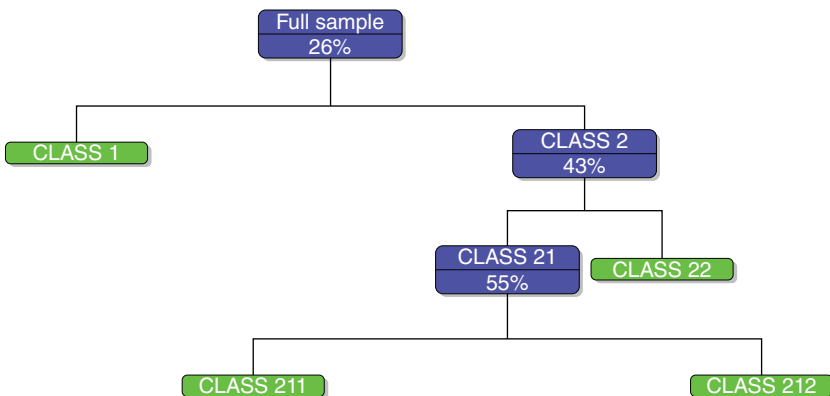 Full sample
26%
CLASS 1
CLASS 2
43%
CLASS 21
55%
CLASS 22
CLASS 211
CLASS 212